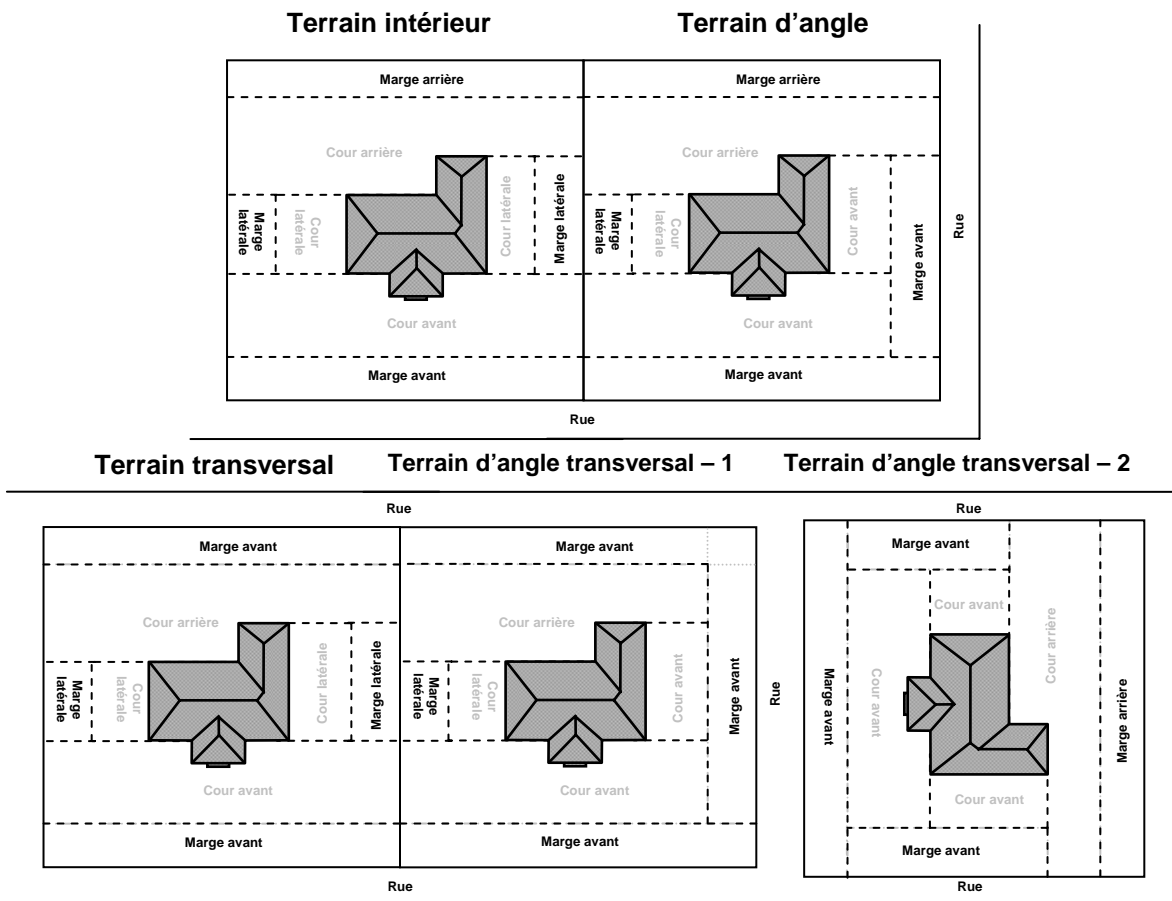 Terrain intérieur
Terrain d’angle
Marge arrière
Marge arrière
Cour arrière
Cour arrière
Marge
latérale
Cour
latérale
Cour latérale
Marge latérale
Marge
latérale
Cour
latérale
Cour avant
Marge avant
Rue
Cour avant
Cour avant
Marge avant
Marge avant
Rue
Terrain transversal
Terrain d’angle transversal – 1
Terrain d’angle transversal – 2
Rue
Rue
Marge avant
Marge avant
Marge avant
Cour arrière
Cour arrière
Cour avant
Cour arrière
Marge
latérale
Cour
latérale
Cour latérale
Marge latérale
Marge
latérale
Cour
latérale
Cour avant
Marge avant
Rue
Marge avant
Cour avant
Marge arrière
Cour avant
Cour avant
Cour avant
Marge avant
Marge avant
Marge avant
Rue
Rue